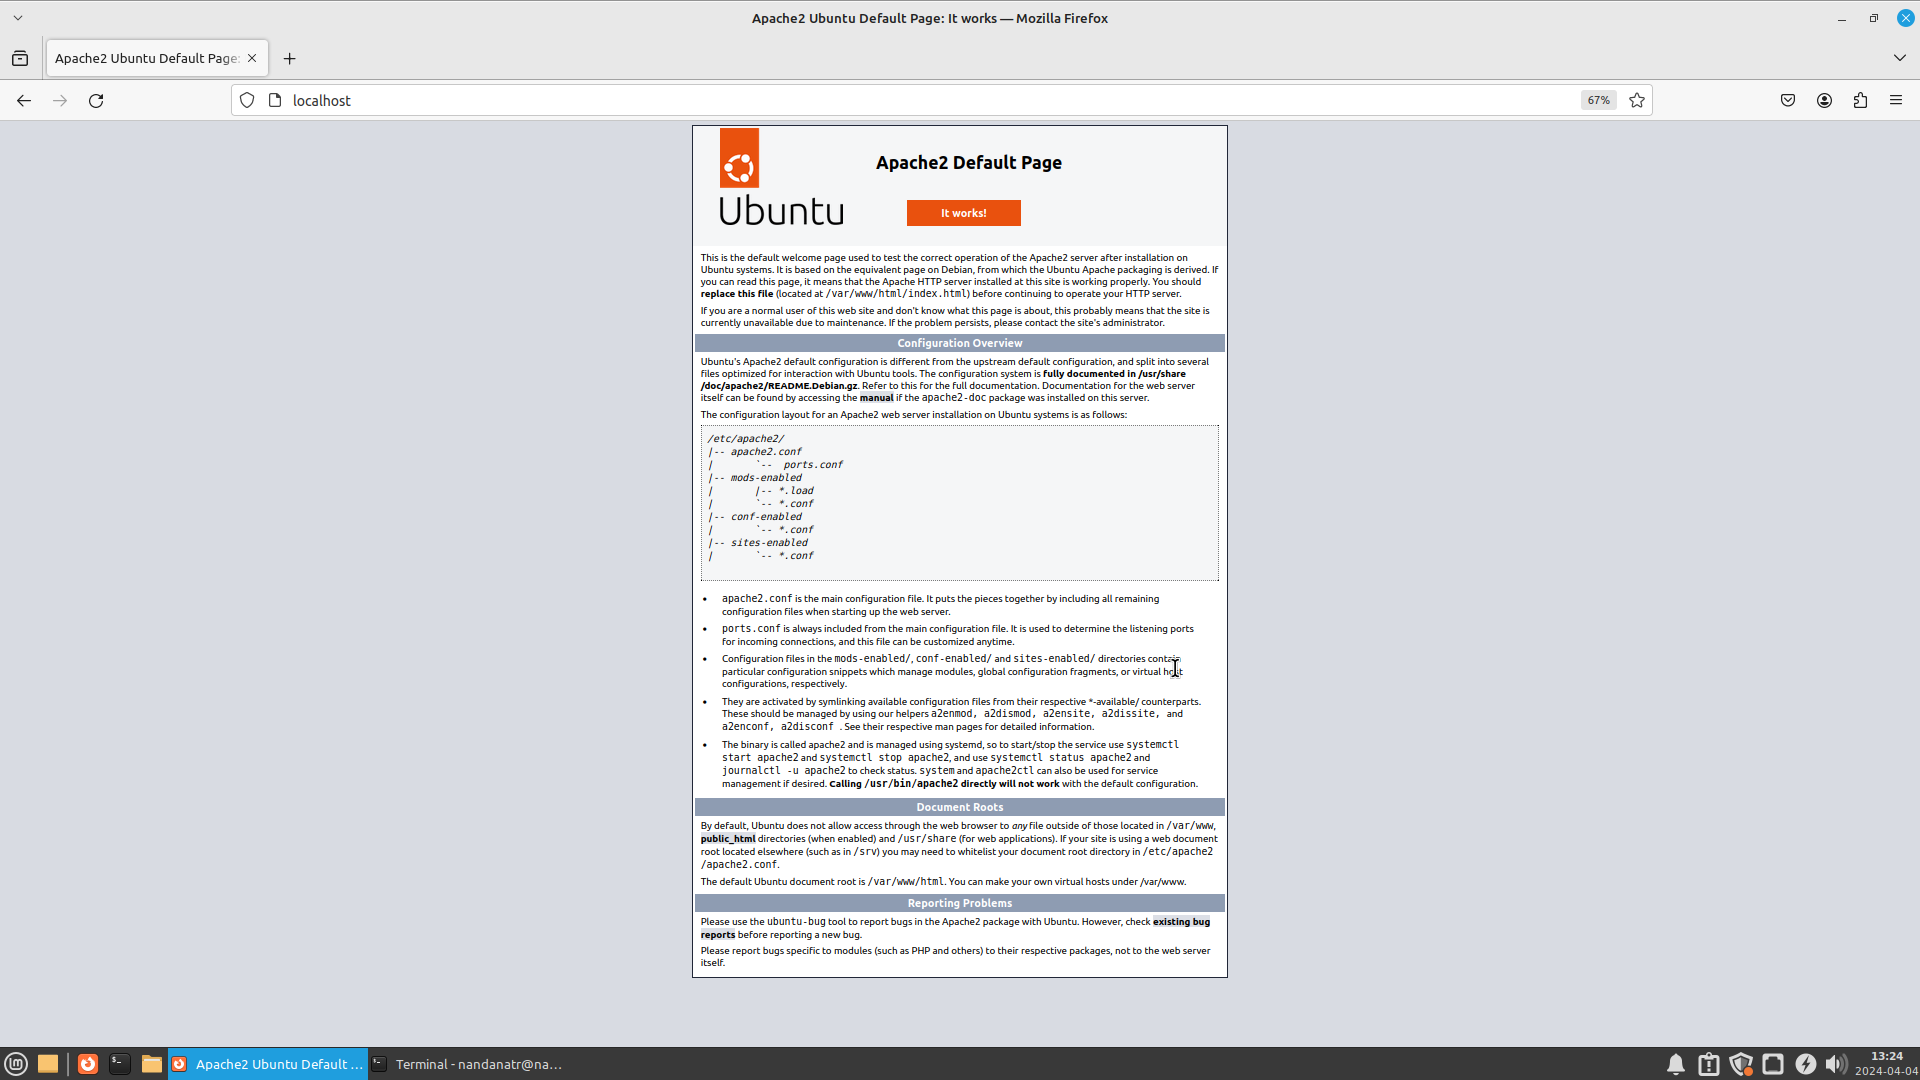 Apache2 Ubuntu Default Page: It works — Mozilla Firefox
Apache2 Ubuntu Default Page:
localhost
67%
Apache2 Default Page
Ubuntu
It works!
This is the default welcome page used to test the correct operation of the Apache2 server after installation on
Ubuntu systems. It is based on the equivalent page on Debian, from which the Ubuntu Apache packaging is derived. If
you can read this page, it means that the Apache HTTP server installed at this site is working properly. You should
replace this file (located at /var/www/html/index.html) before continuing to operate your HTTP server.
If you are a normal user of this web site and don't know what this page is about, this probably means that the site is
currently unavailable due to maintenance. If the problem persists, please contact the site's administrator.
Configuration Overview
Ubuntu's Apache2 default configuration is different from the upstream default configuration, and split into several
files optimized for interaction with Ubuntu tools. The configuration system is fully documented in /usr/share
/doc/apache2/README.Debian.gz. Refer to this for the full documentation. Documentation for the web server
itself can be found by accessing the manual if the apache2-doc package was installed on this server.
The configuration layout for an Apache2 web server installation on Ubuntu systems is as follows:
/etc/apache2/
|-- apache2.conf
|       `--  ports.conf
|-- mods-enabled
|       |-- *.load
|       `-- *.conf
|-- conf-enabled
|       `-- *.conf
|-- sites-enabled
|       `-- *.conf
• apache2.conf is the main configuration file. It puts the pieces together by including all remaining
configuration files when starting up the web server.
• ports.conf is always included from the main configuration file. It is used to determine the listening ports
for incoming connections, and this file can be customized anytime.
• Configuration files in the mods-enabled/, conf-enabled/ and sites-enabled/ directories contain
particular configuration snippets which manage modules, global configuration fragments, or virtual host
configurations, respectively.
• They are activated by symlinking available configuration files from their respective *-available/ counterparts.
These should be managed by using our helpers a2enmod, a2dismod, a2ensite, a2dissite, and
a2enconf, a2disconf . See their respective man pages for detailed information.
• The binary is called apache2 and is managed using systemd, so to start/stop the service use systemctl
start apache2 and systemctl stop apache2, and use systemctl status apache2 and
journalctl -u apache2 to check status. system and apache2ctl can also be used for service
management if desired. Calling /usr/bin/apache2 directly will not work with the default configuration.
Document Roots
By default, Ubuntu does not allow access through the web browser to any file outside of those located in /var/www,
public_html directories (when enabled) and /usr/share (for web applications). If your site is using a web document
root located elsewhere (such as in /srv) you may need to whitelist your document root directory in /etc/apache2
/apache2.conf.
The default Ubuntu document root is /var/www/html. You can make your own virtual hosts under /var/www.
Reporting Problems
Please use the ubuntu-bug tool to report bugs in the Apache2 package with Ubuntu. However, check existing bug
reports before reporting a new bug.
Please report bugs specific to modules (such as PHP and others) to their respective packages, not to the web server
itself.
Apache2 Ubuntu Default ...
Terminal - nandanatr@na...
13:24
2024-04-04